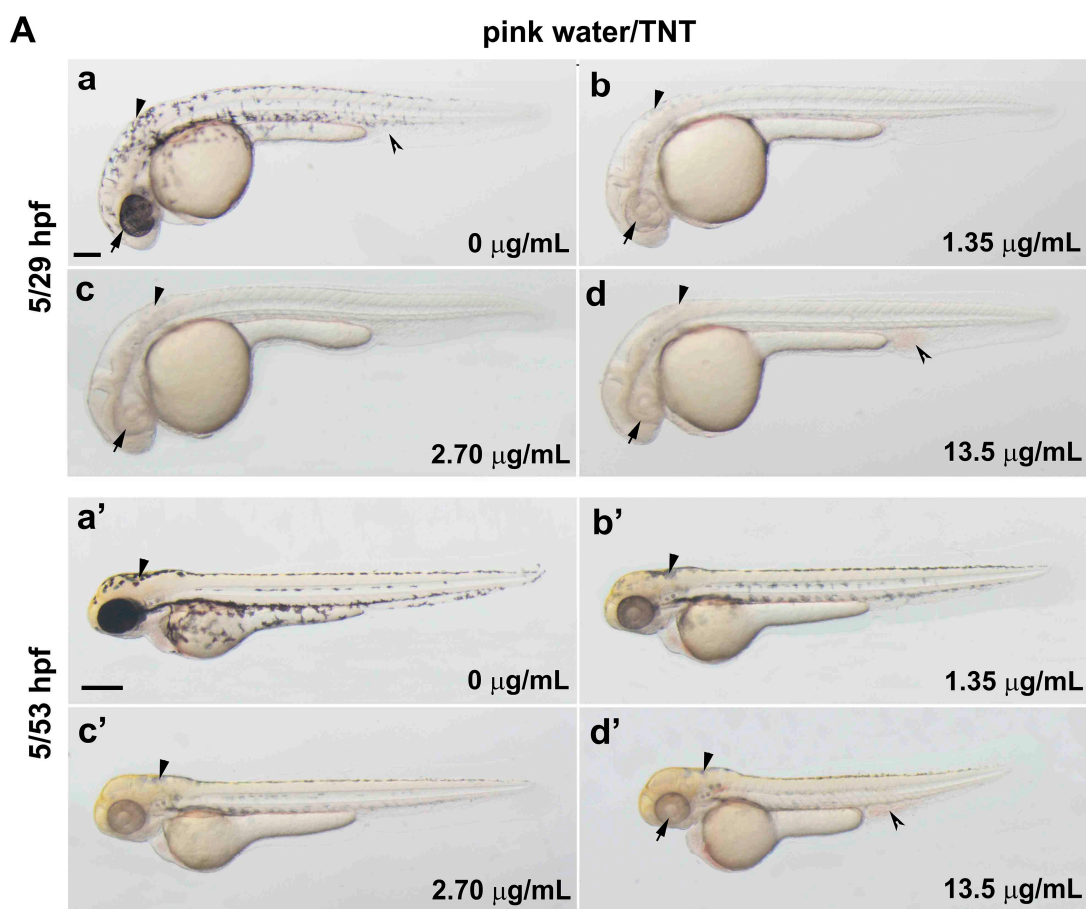 A
pink water/TNT
5/29 hpf
a
0 μg/mL
b
1.35 μg/mL
c
2.70 μg/mL
d
13.5 μg/mL
5/53 hpf
a’
0 μg/mL
b’
1.35 μg/mL
c’
2.70 μg/mL
d’
13.5 μg/mL